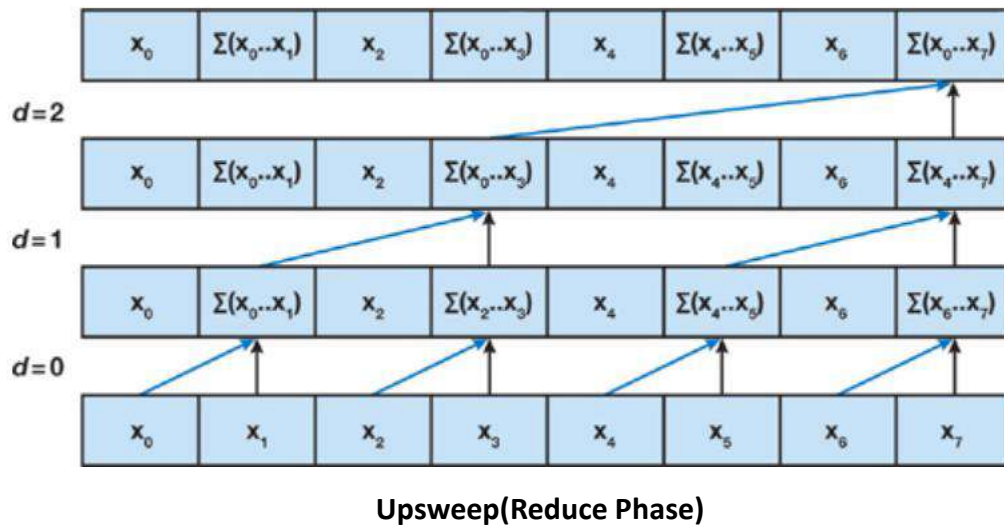 x₀ Σ(x₀..x₁) x₂ Σ(x₀..x₃) x₄ Σ(x₄..x₅) x₆ Σ(x₀..x₇)
d=2
x₀ Σ(x₀..x₁) x₂ Σ(x₀..x₃) x₄ Σ(x₄..x₅) x₆ Σ(x₄..x₇)
d=1
x₀ Σ(x₀..x₁) x₂ Σ(x₂..x₃) x₄ Σ(x₄..x₅) x₆ Σ(x₆..x₇)
d=0
x₀ x₁ x₂ x₃ x₄ x₅ x₆ x₇
Upsweep(Reduce Phase)